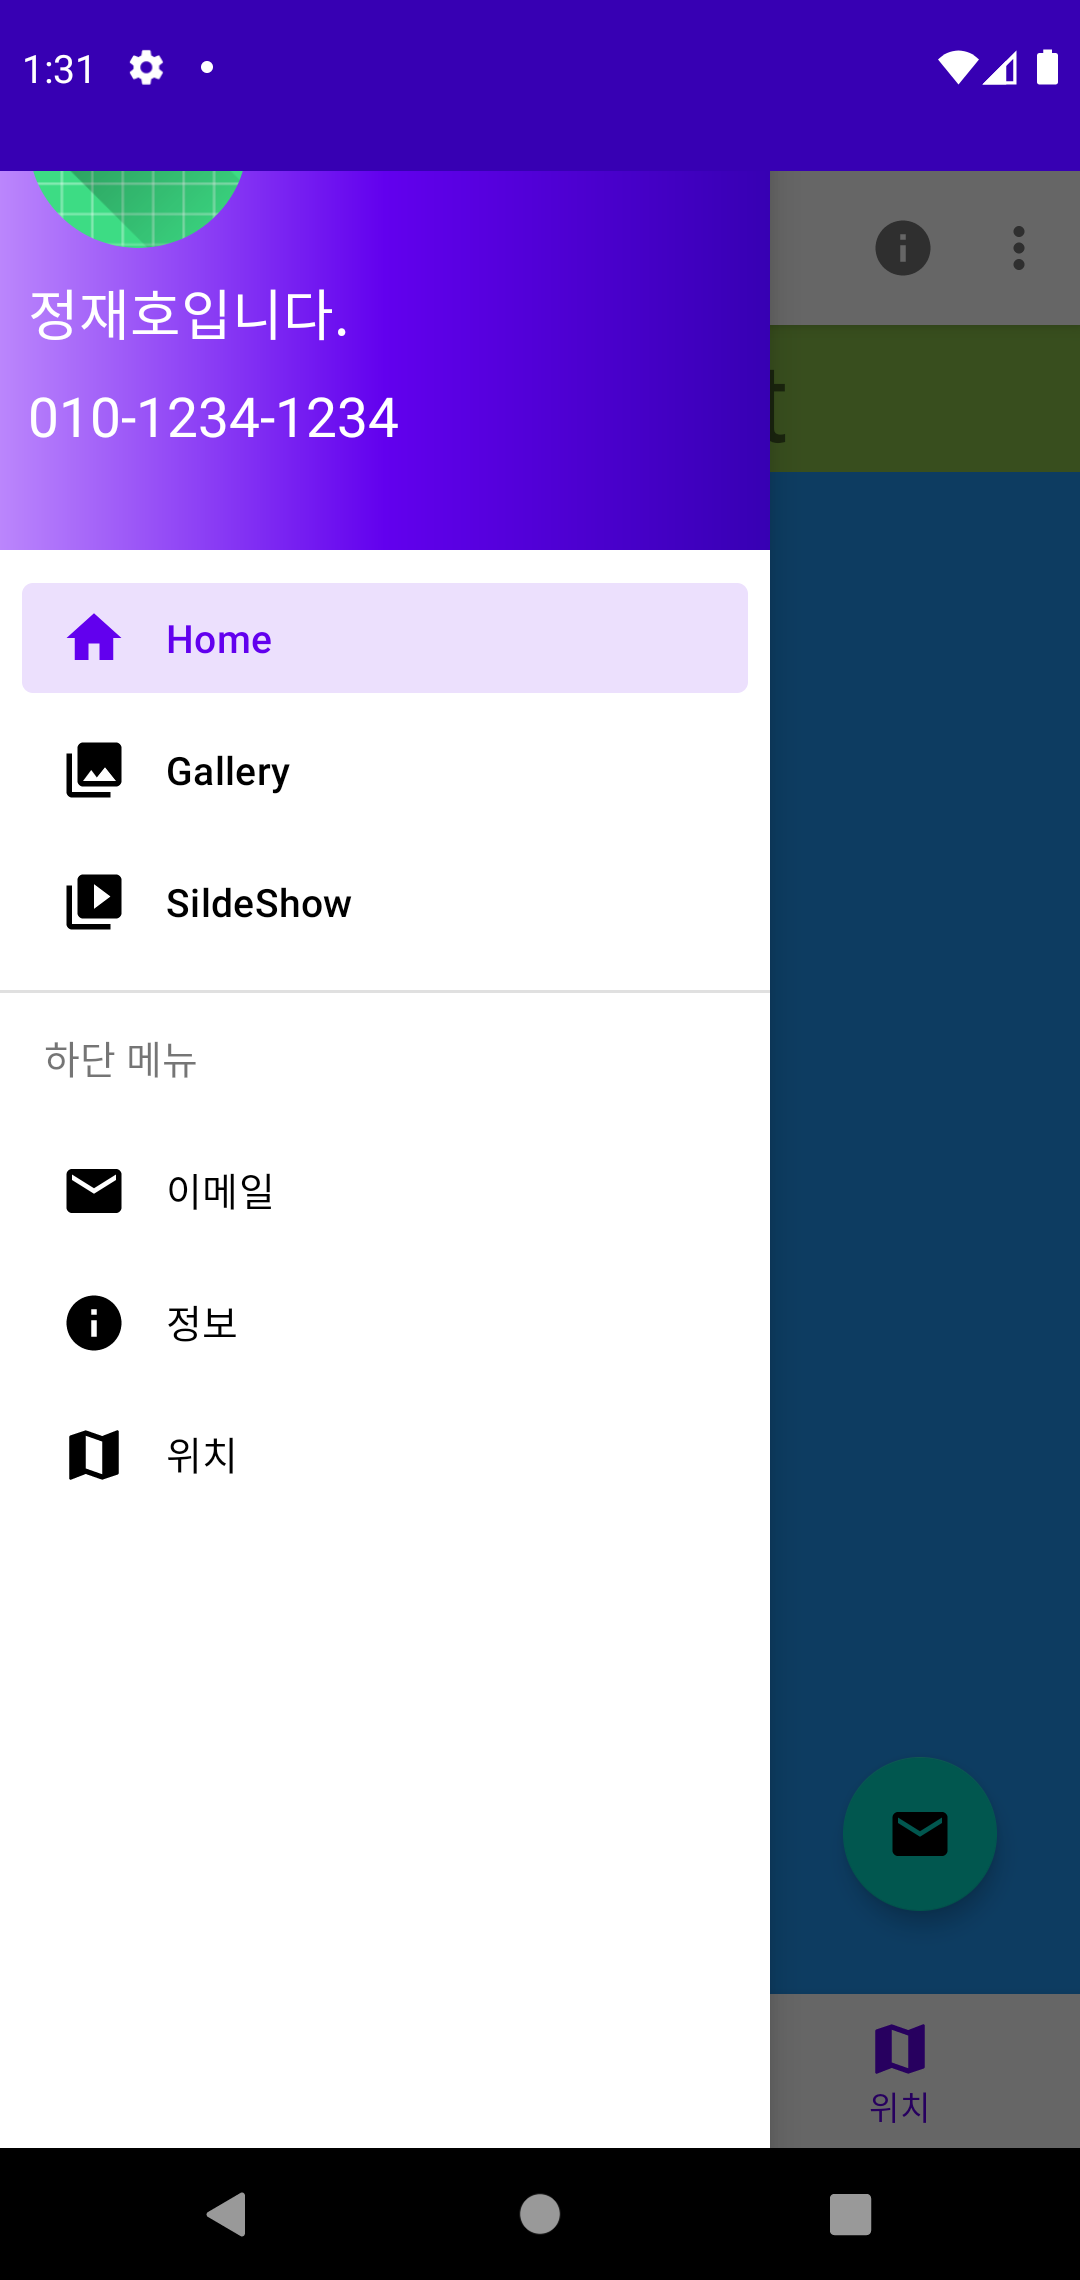 1:31
정재호입니다.
010-1234-1234
Home
Gallery
SildeShow
하단 메뉴
이메일
정보
위치
t
위치